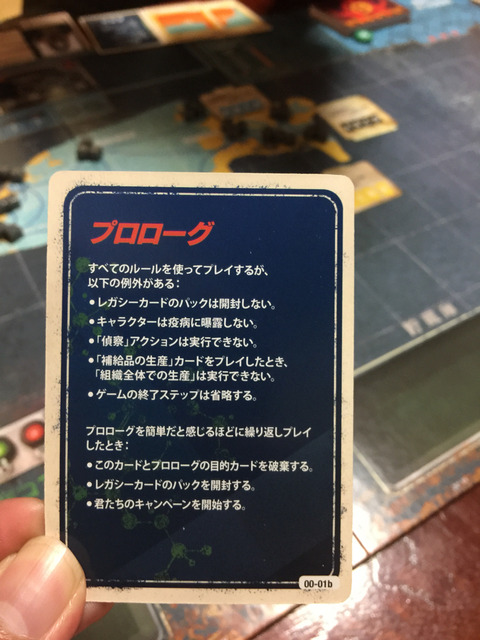 プロローグ
すべてのルールを使ってプレイするが、
以下の例外がある：
●レガシーカードのパックは開封しない。
●キャラクターは疫病に曝露しない。
●「偵察」アクションは実行できない。
●「補給品の生産」カードをプレイしたとき、
「組織全体での生産」は実行できない。
●ゲームの終了ステップは省略する。
プロローグを簡単だと感じるほどに繰り返しプレイ
したとき：
●このカードとプロローグの目的カードを破棄する。
●レガシーカードのパックを開封する。
●君たちのキャンペーンを開始する。
00-01b